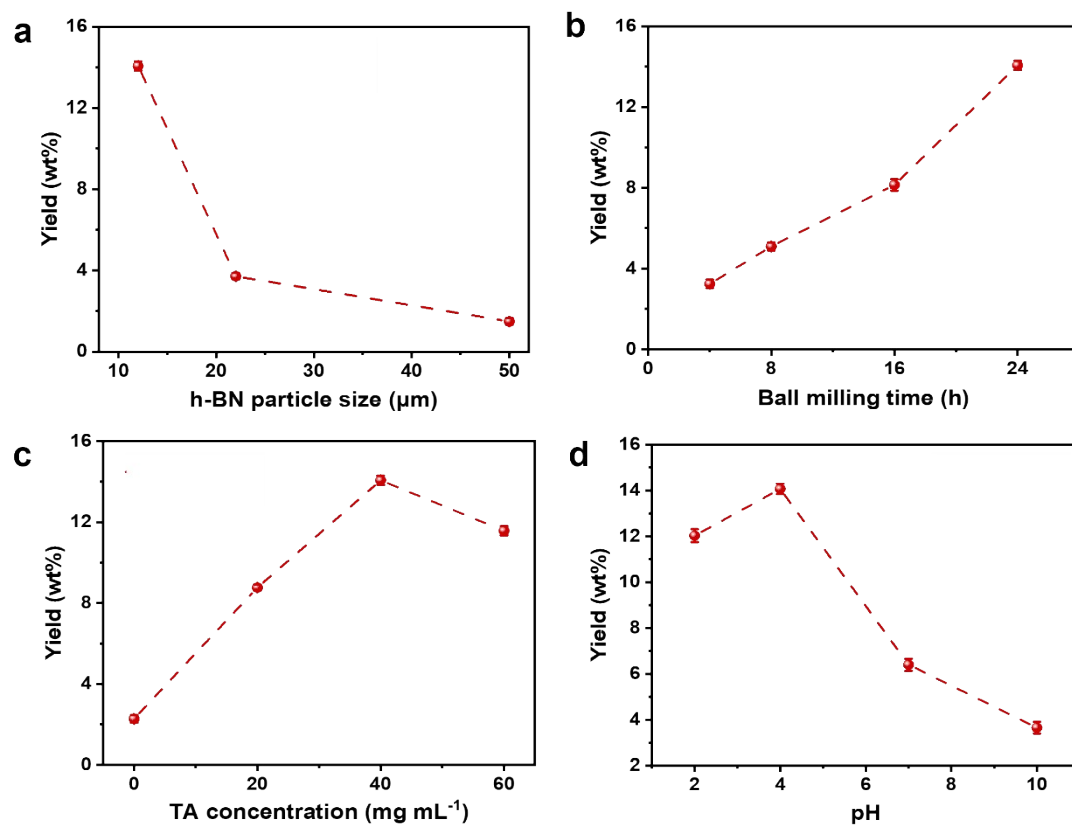 a
16
12
8
4
0
Yield (wt%)
10 20 30 40 50
h-BN particle size (µm)
b
16
12
8
4
0
Yield (wt%)
0 8 16 24
Ball milling time (h)
c
16
12
8
4
0
Yield (wt%)
0 20 40 60
TA concentration (mg mL⁻¹)
d
16
14
12
10
8
6
4
2
Yield (wt%)
2 4 6 8 10
pH